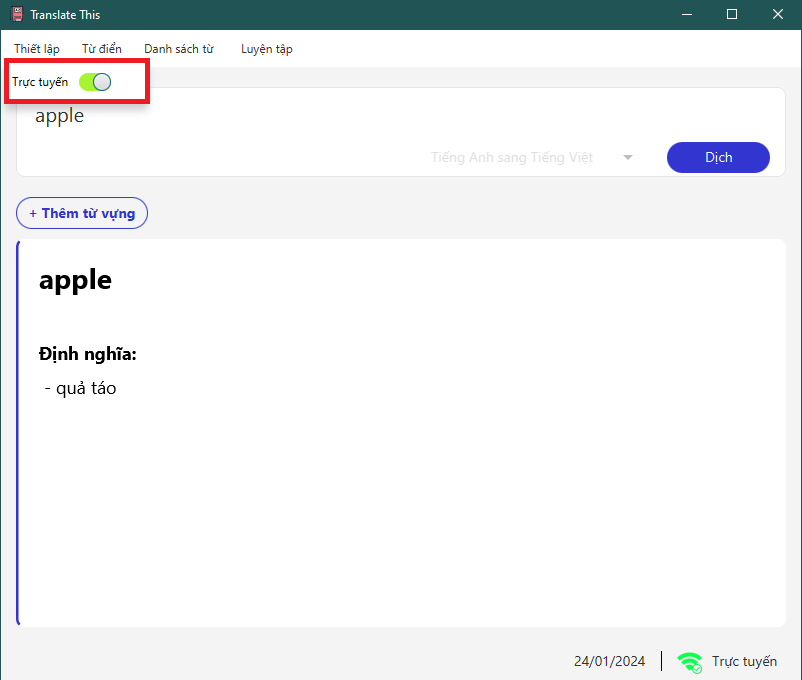 Translate This
Thiết lập Từ điển Danh sách từ Luyện tập
Trực tuyến
apple
Tiếng Anh sang Tiếng Việt Dịch
+ Thêm từ vựng
apple
Định nghĩa:
- quả táo
24/01/2024 Trực tuyến